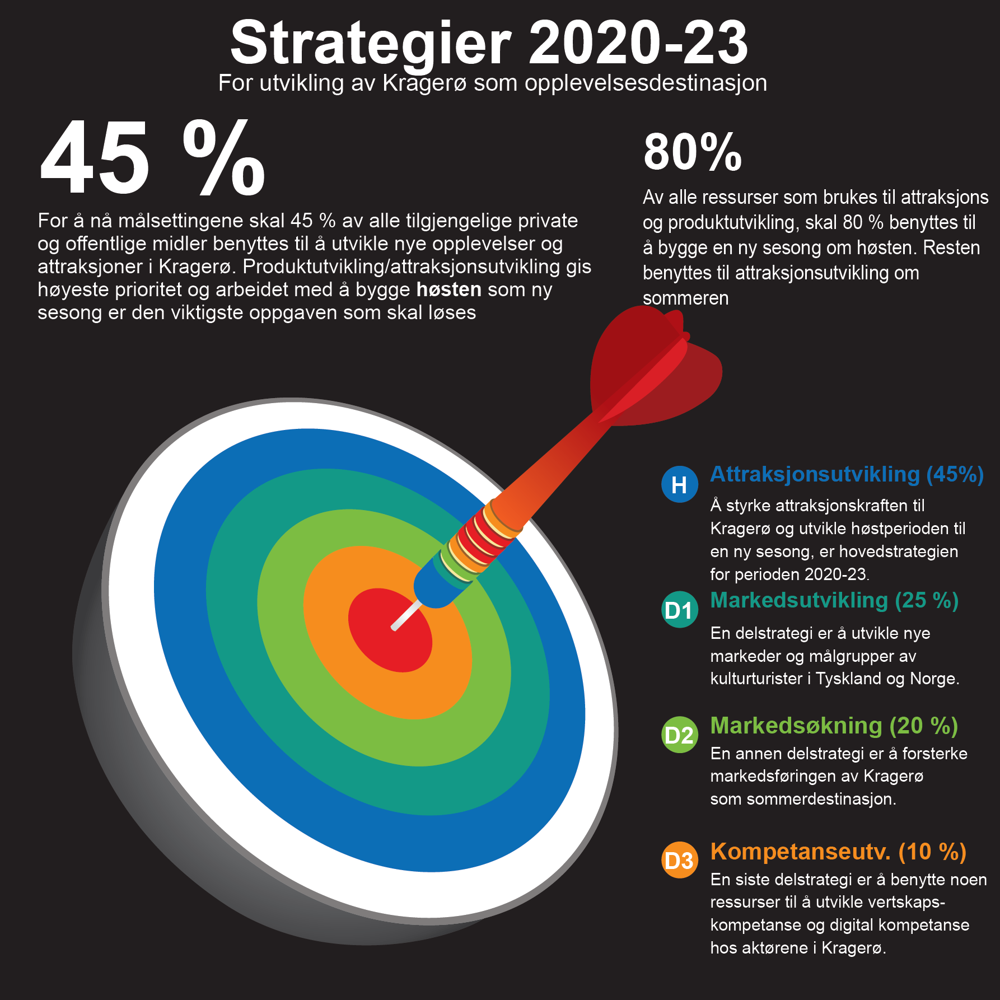 Strategier 2020-23
For utvikling av Kragerø som opplevelsesdestinasjon
45 %
For å nå målsettingene skal 45 % av alle tilgjengelige private
og offentlige midler benyttes til å utvikle nye opplevelser og
attraksjoner i Kragerø. Produktutvikling/attraksjonsutvikling gis
høyeste prioritet og arbeidet med å bygge høsten som ny
sesong er den viktigste oppgaven som skal løses
80%
Av alle ressurser som brukes til attraksjons
og produktutvikling, skal 80 % benyttes til
å bygge en ny sesong om høsten. Resten
benyttes til attraksjonsutvikling om
sommeren
H
Attraksjonsutvikling (45%)
Å styrke attraksjonskraften til
Kragerø og utvikle høstperioden til
en ny sesong, er hovedstrategien
for perioden 2020-23.
D1
Markedsutvikling (25 %)
En delstrategi er å utvikle nye
markeder og målgrupper av
kulturturister i Tyskland og Norge.
D2
Markedsøkning (20 %)
En annen delstrategi er å forsterke
markedsføringen av Kragerø
som sommerdestinasjon.
D3
Kompetanseutv. (10 %)
En siste delstrategi er å benytte noen
ressurser til å utvikle vertskaps-
kompetanse og digital kompetanse
hos aktørene i Kragerø.